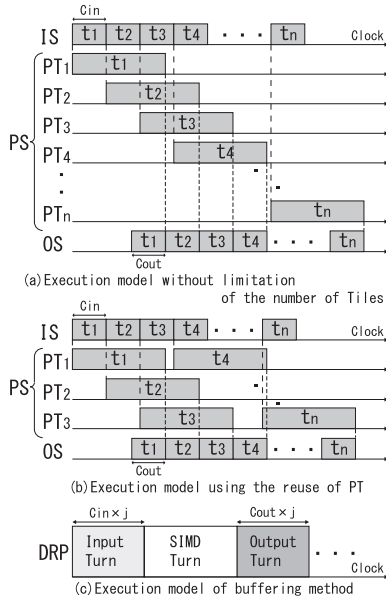 Cin
IS t1 t2 t3 t4 · · · tn Clock
PT1 t1
PT2 t2
PT3 t3
PS PT4 t4
PTn tn
OS t1 t2 t3 t4 · · · tn
Cout
(a)Execution model without limitation
of the number of Tiles
Cin
IS t1 t2 t3 t4 · · · tn Clock
PT1 t1 t4
PS PT2 t2
PT3 t3 tn
OS t1 t2 t3 t4 · · · tn
Cout
(b)Execution model using the reuse of PT
Cin×j Cout×j
DRP Input Turn SIMD Turn Output Turn · · ·
Clock
(c)Execution model of buffering method